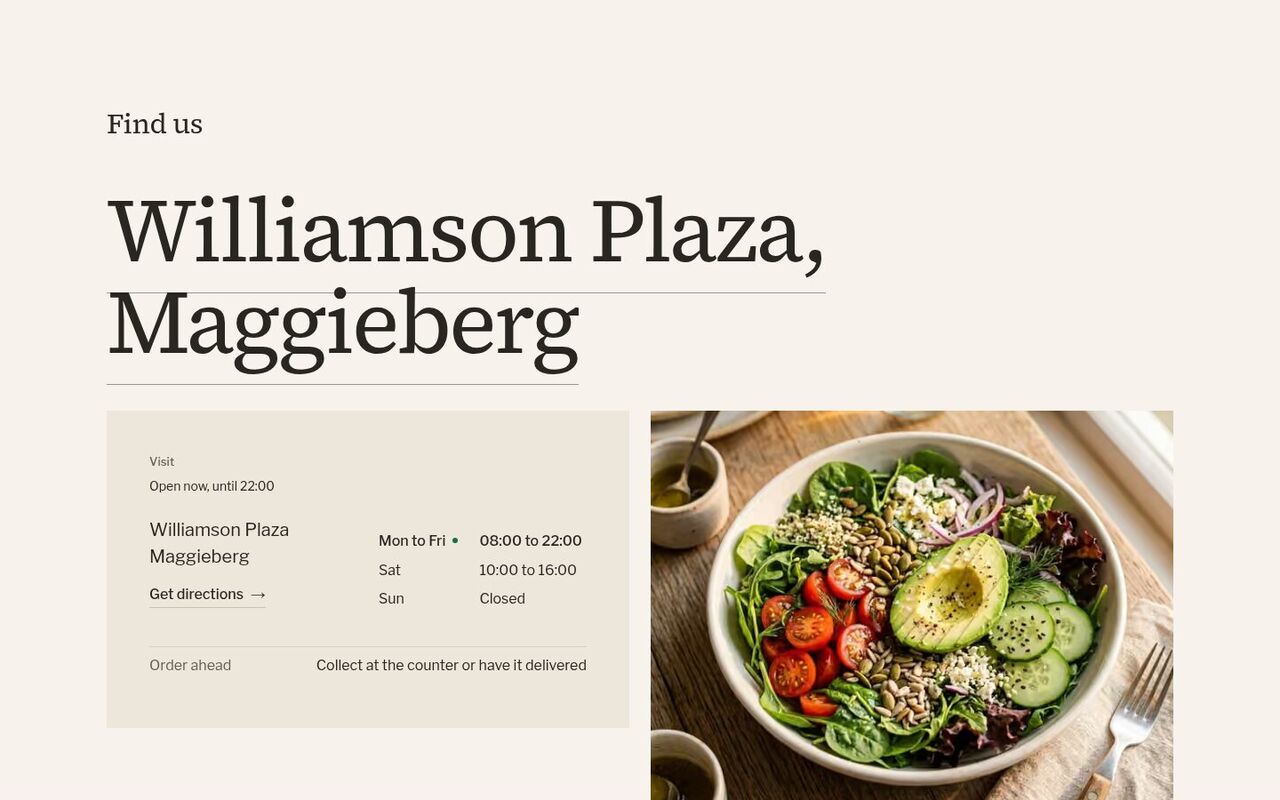 Find us
Williamson Plaza,
Maggieberg
Visit
Open now, until 22:00
Williamson Plaza
Maggieberg
Get directions →
Mon to Fri • 08:00 to 22:00
Sat 10:00 to 16:00
Sun Closed
Order ahead Collect at the counter or have it delivered